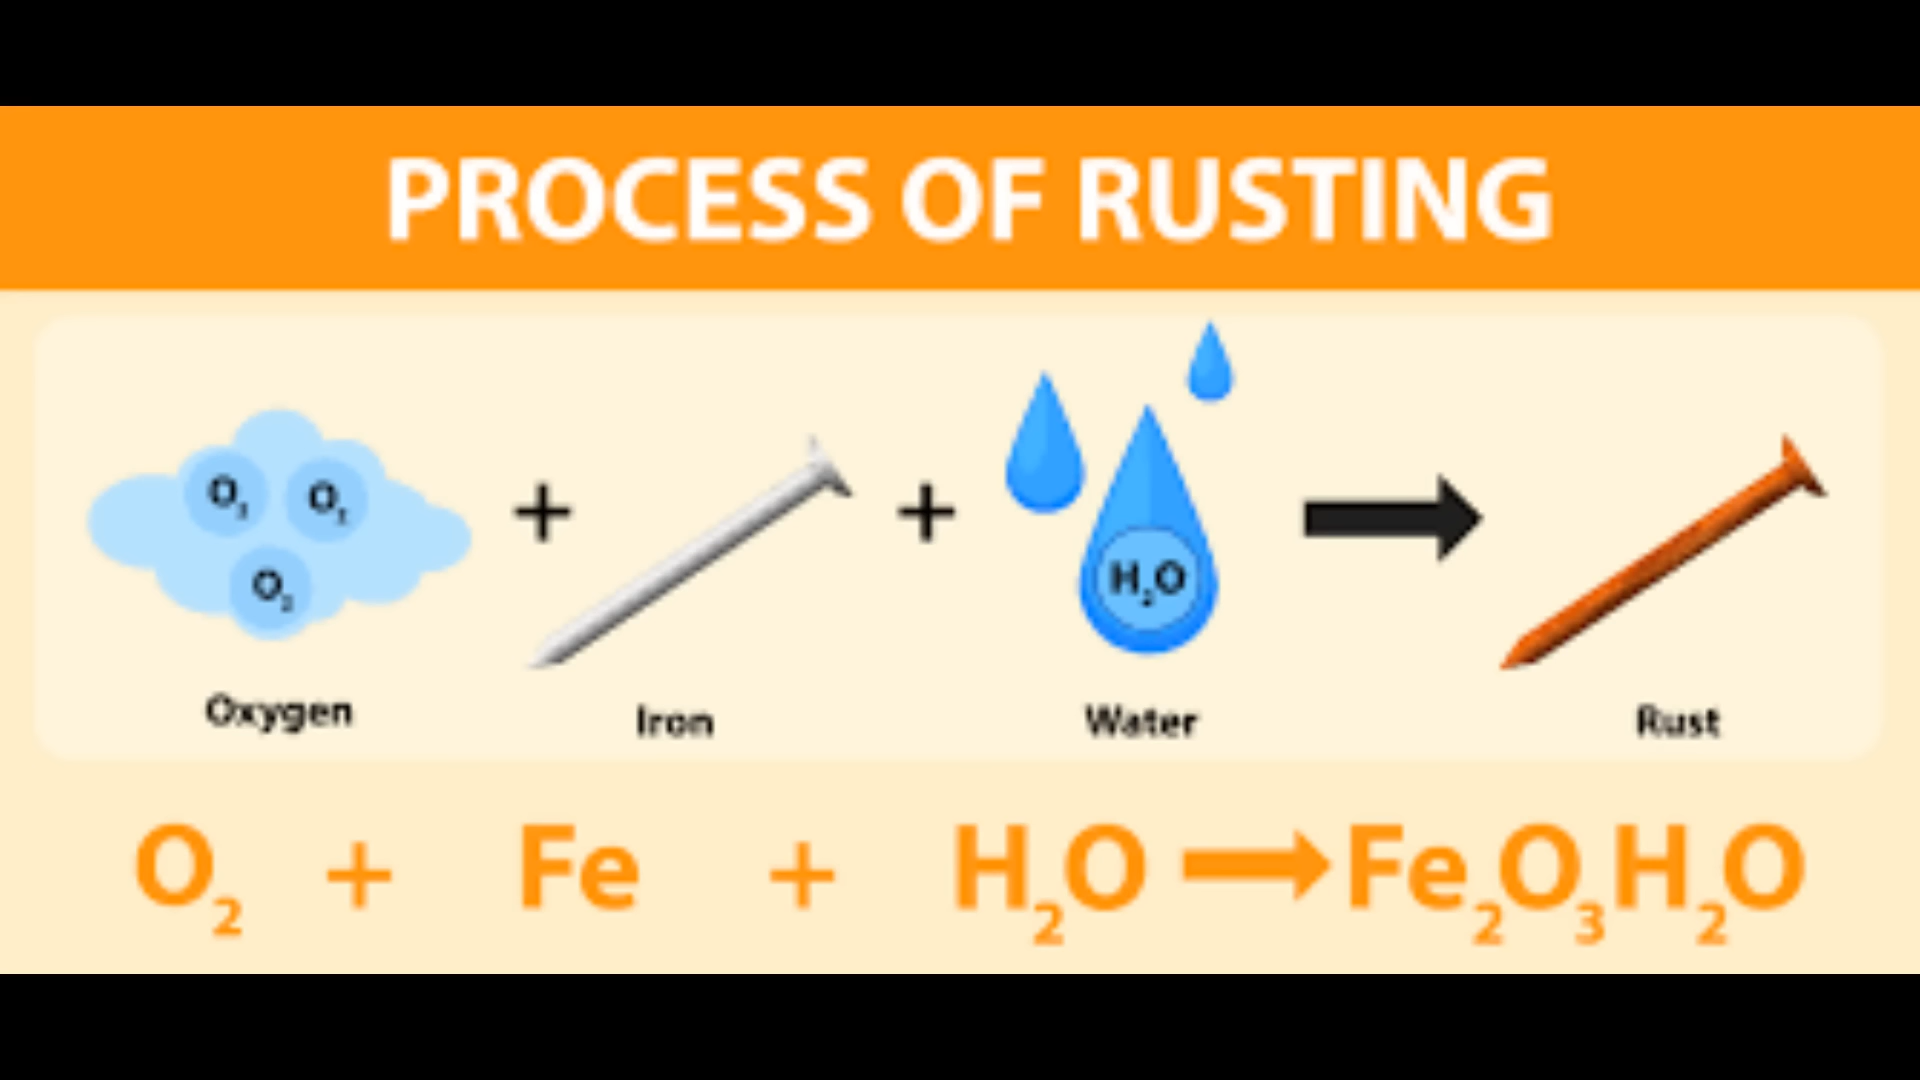 PROCESS OF RUSTING
O₂ O₂
O₂
+ + H₂O
Oxygen Iron Water Rust
O₂ + Fe + H₂O → Fe₂O₃H₂O